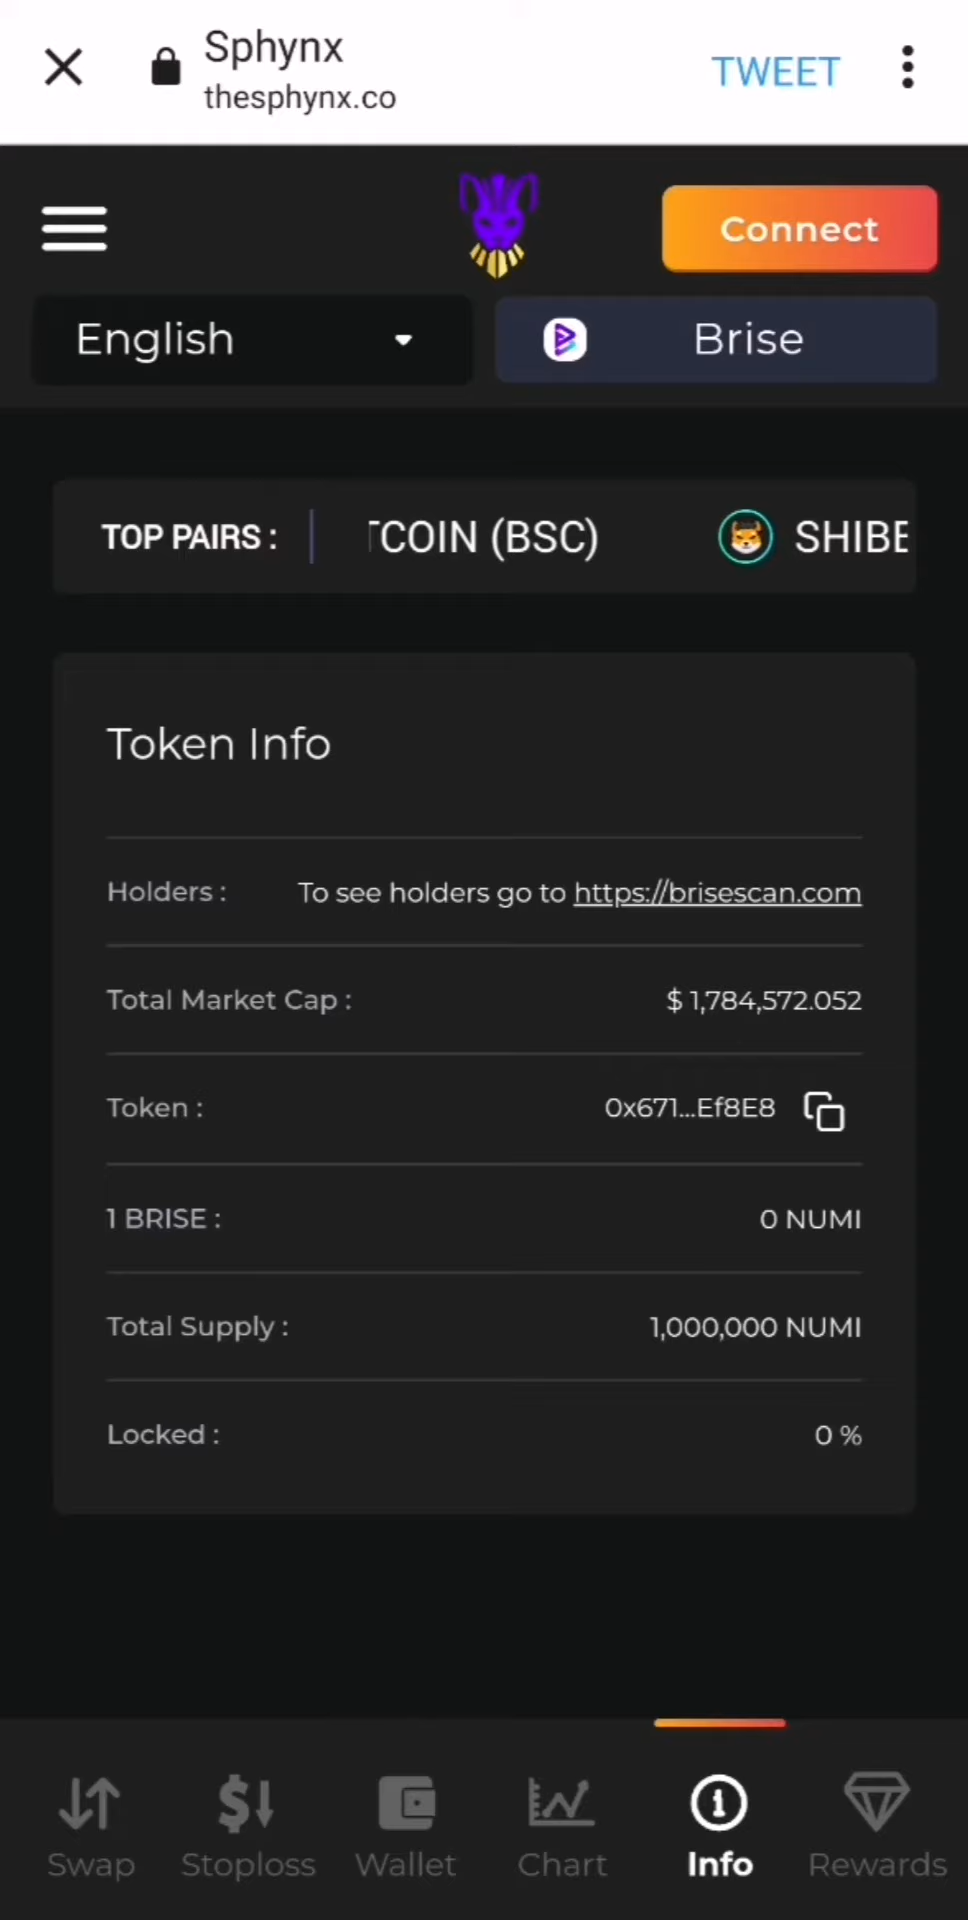 Sphynx
thesphynx.co
TWEET
Connect
English
Brise
TOP PAIRS : TCOIN (BSC) SHIBE
Token Info
Holders : To see holders go to https://brisescan.com
Total Market Cap : $ 1,784,572.052
Token : 0x671...Ef8E8
1 BRISE : 0 NUMI
Total Supply : 1,000,000 NUMI
Locked : 0 %
Swap Stoploss Wallet Chart Info Rewards